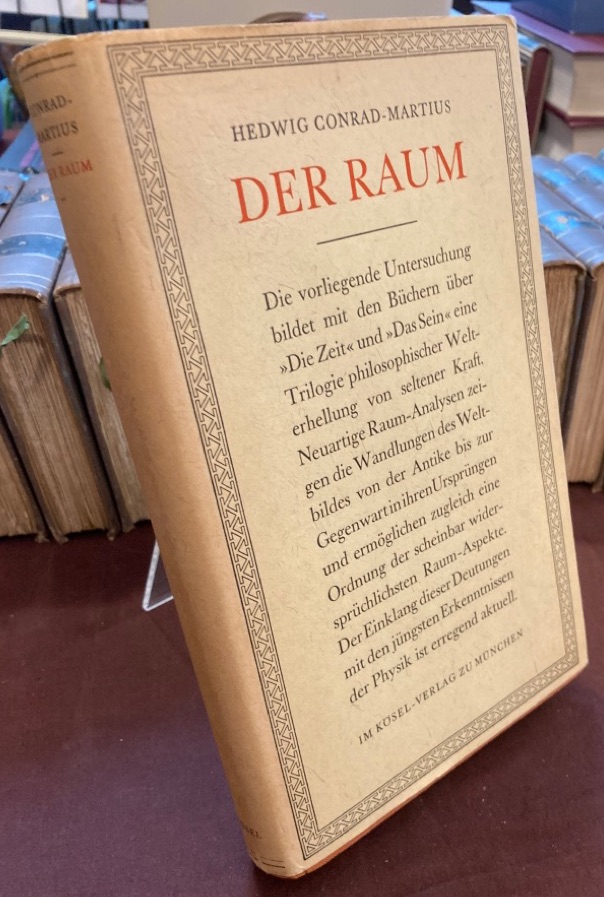 HEDWIG CONRAD-MARTIUS
DER RAUM
Die vorliegende Untersuchung
bildet mit den Büchern über
»Die Zeit« und »Das Sein« eine
Trilogie philosophischer Welt-
erhellung von seltener Kraft.
Neuartige Raum-Analysen zei-
gen die Wandlungen des Welt-
bildes von der Antike bis zur
Gegenwart in ihren Ursprüngen
und ermöglichen zugleich eine
Ordnung der scheinbar wider-
sprüchlichsten Raum-Aspekte.
Der Einklang dieser Deutungen
mit den jüngsten Erkenntnissen
der Physik ist erregend aktuell.
IM KÖSEL-VERLAG ZU MÜNCHEN
CONRAD-
MARTIUS
DER RAUM